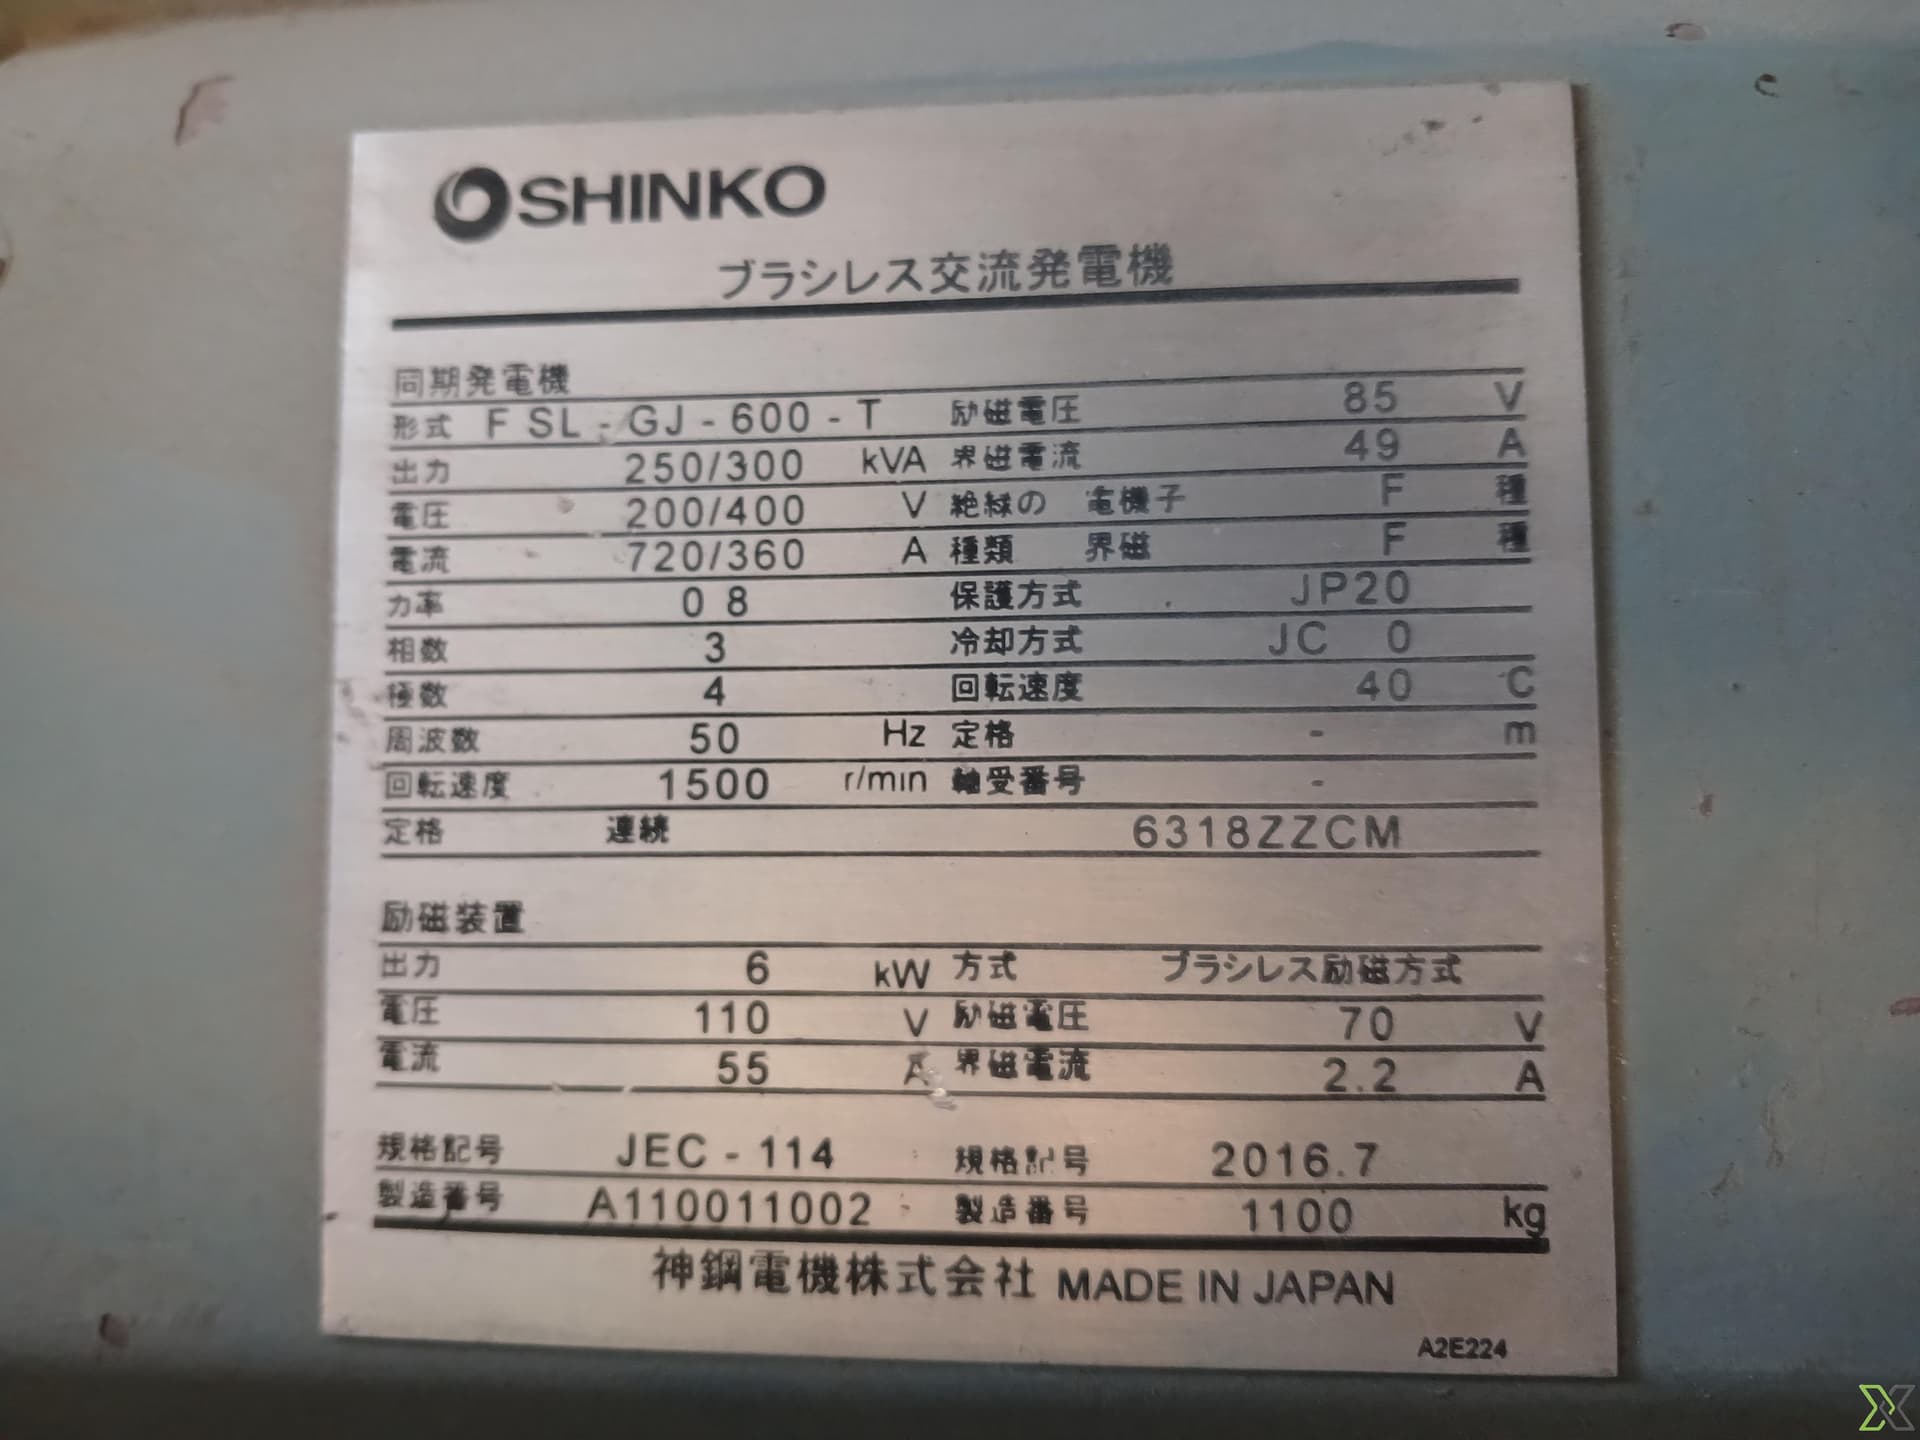 SHINKO
ブラシレス交流発電機
同期発電機
形式 FSL-GJ-600-T 励磁電圧 85 V
出力 250/300 kVA 界磁電流 49 A
電圧 200/400 V 絶縁の 電機子 F 種
電流 720/360 A 種類 界磁 F 種
力率 0 8 保護方式 JP20
相数 3 冷却方式 JC 0
極数 4 回転速度 40 °C
周波数 50 Hz 定格 - m
回転速度 1500 r/min 軸受番号 -
定格 連続 6318ZZCM
励磁装置
出力 6 kW 方式 ブラシレス励磁方式
電圧 110 V 励磁電圧 70 V
電流 55 A 界磁電流 2.2 A
規格記号 JEC-114 規格記号 2016.7
製造番号 A110011002 製造番号 1100 kg
神鋼電機株式会社 MADE IN JAPAN
A2E224